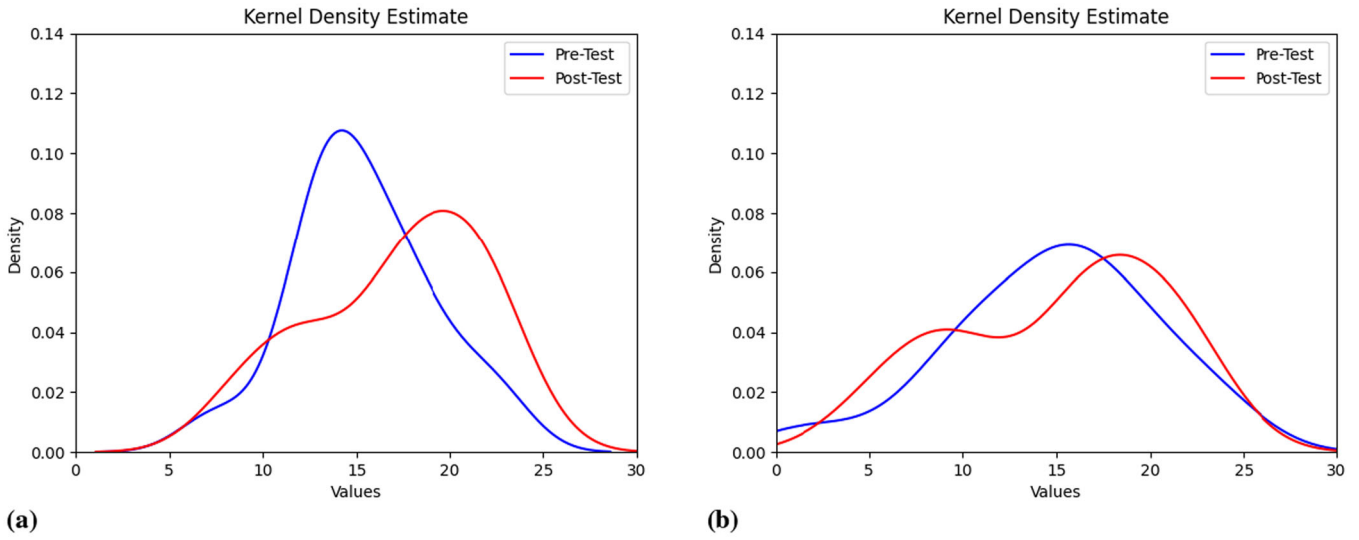 Kernel Density Estimate
0.14
0.12
0.10
0.08
0.06
0.04
0.02
0.00
Density
Pre-Test
Post-Test
0 5 10 15 20 25 30
Values
(a)
Kernel Density Estimate
0.14
0.12
0.10
0.08
0.06
0.04
0.02
0.00
Density
Pre-Test
Post-Test
0 5 10 15 20 25 30
Values
(b)